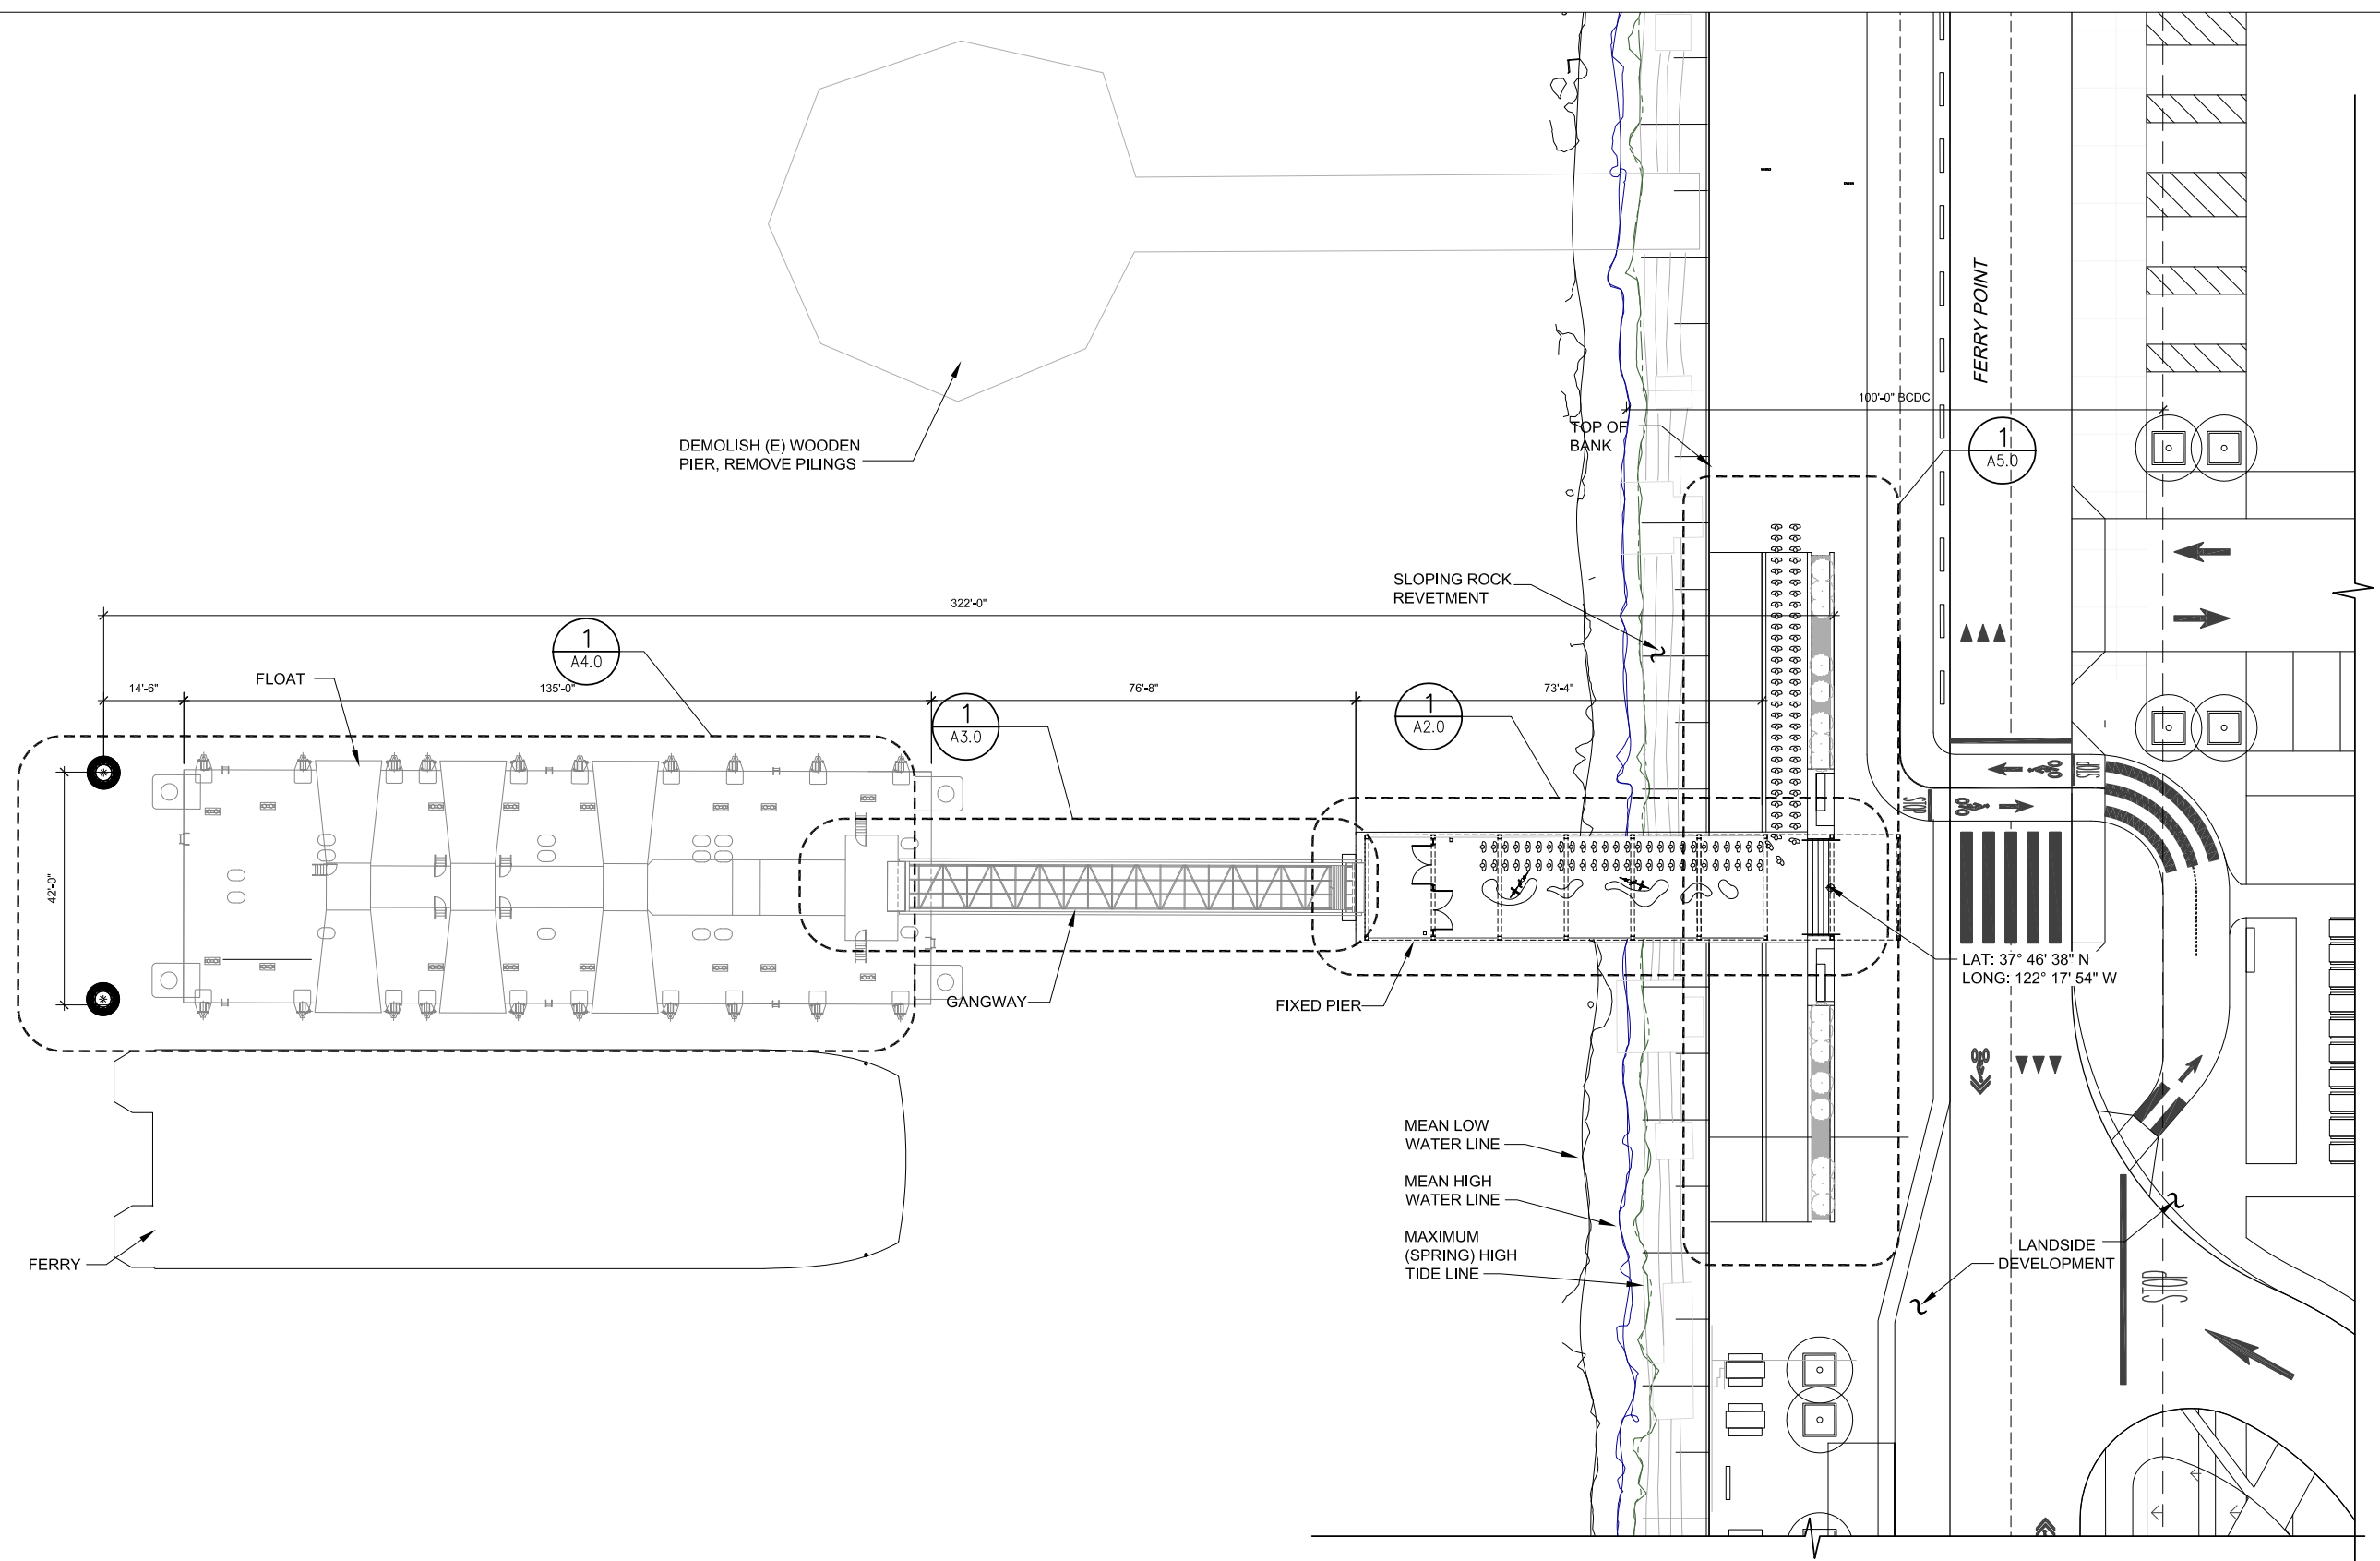 FERRY POINT
100'-0" BCDC
DEMOLISH (E) WOODEN
PIER, REMOVE PILINGS
TOP OF
BANK
1
A5.0
SLOPING ROCK
REVETMENT
322'-0"
1
A4.0
FLOAT
14'-6"
135'-0"
76'-8"
73'-4"
1
A3.0
1
A2.0
STOP
STOP
42'-0"
LAT: 37° 46' 38" N
LONG: 122° 17' 54" W
GANGWAY
FIXED PIER
MEAN LOW
WATER LINE
MEAN HIGH
WATER LINE
MAXIMUM
(SPRING) HIGH
TIDE LINE
FERRY
LANDSIDE
DEVELOPMENT
STOP